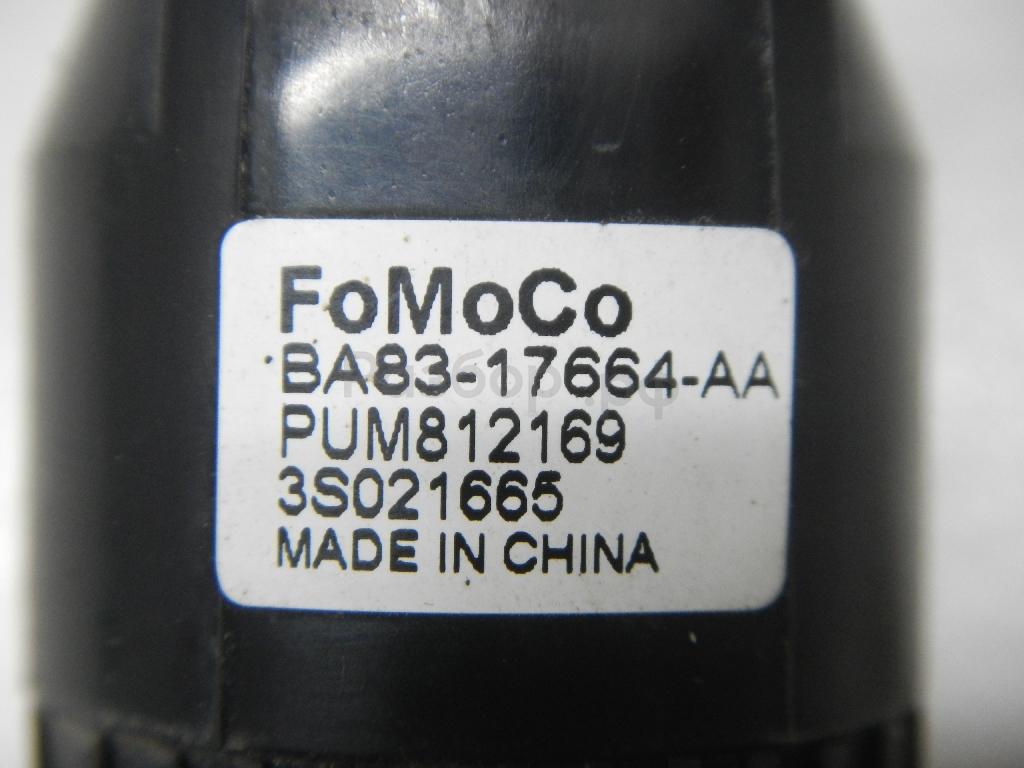 FoMoCo
BA83-17664-AA
PUM812169
3S021665
MADE IN CHINA